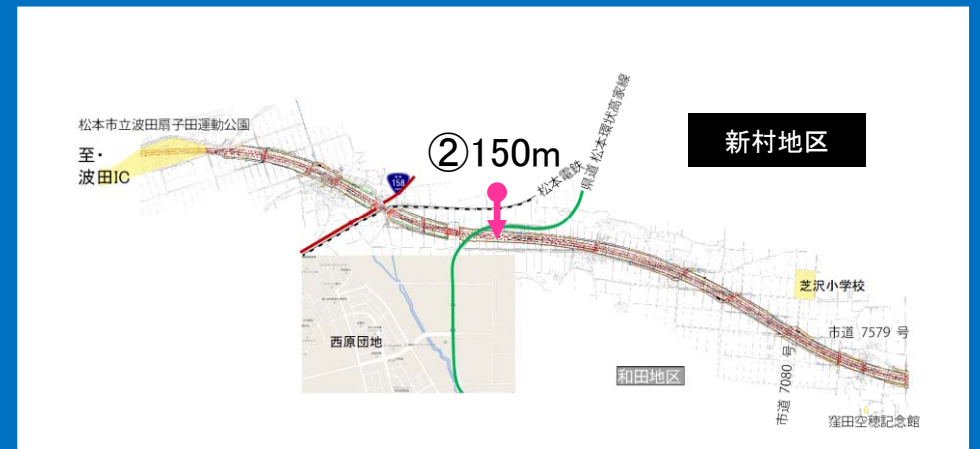 松本市立波田扇子田運動公園
至・
波田IC
②150m
新村地区
158
松本電鉄
県道 松本環状高家線
芝沢小学校
西原団地
市道 7579 号
和田地区
市道 7080 号
窪田空穂記念館